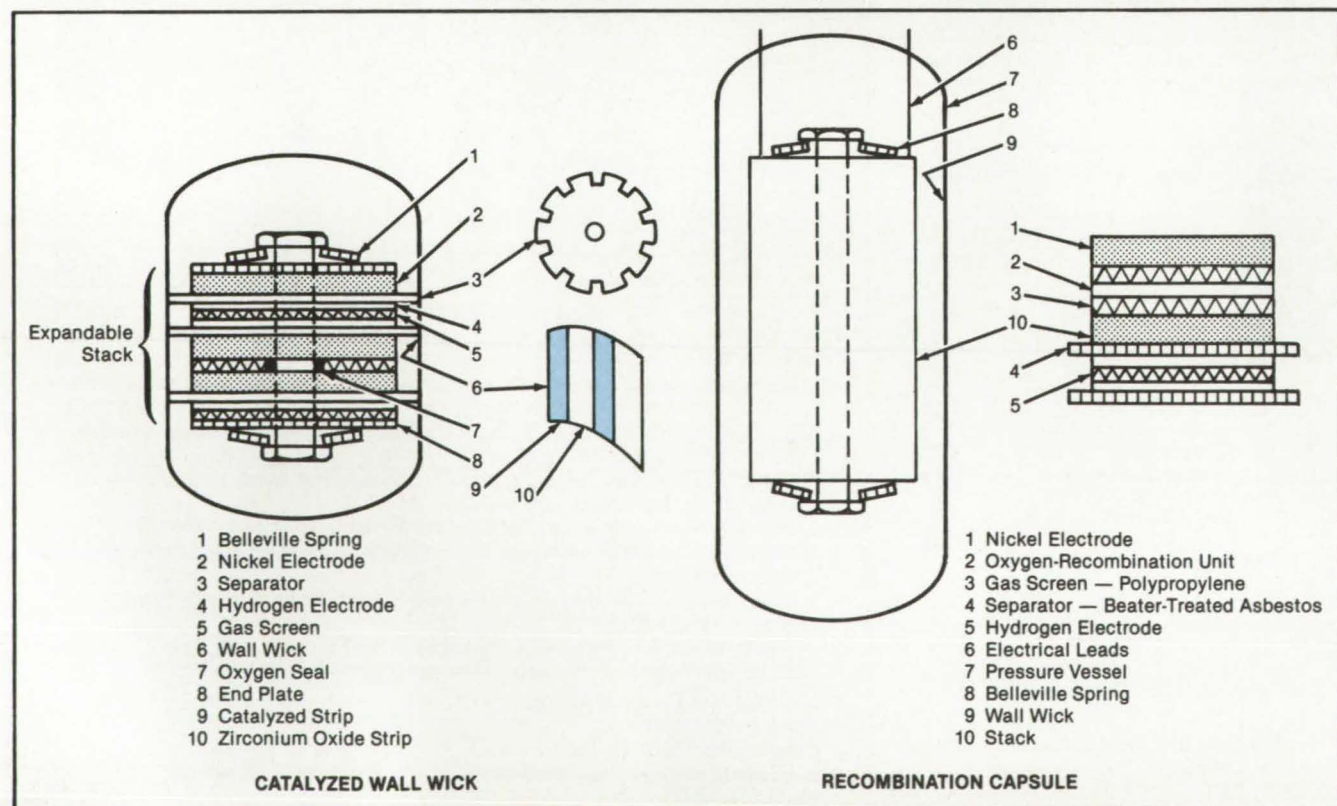 1
2
3
4
5
6
7
8
9
10
Expandable
Stack
1 Belleville Spring
2 Nickel Electrode
3 Separator
4 Hydrogen Electrode
5 Gas Screen
6 Wall Wick
7 Oxygen Seal
8 End Plate
9 Catalyzed Strip
10 Zirconium Oxide Strip
CATALYZED WALL WICK
6
7
8
9
1
2
3
10
4
5
1 Nickel Electrode
2 Oxygen-Recombination Unit
3 Gas Screen — Polypropylene
4 Separator — Beater-Treated Asbestos
5 Hydrogen Electrode
6 Electrical Leads
7 Pressure Vessel
8 Belleville Spring
9 Wall Wick
10 Stack
RECOMBINATION CAPSULE